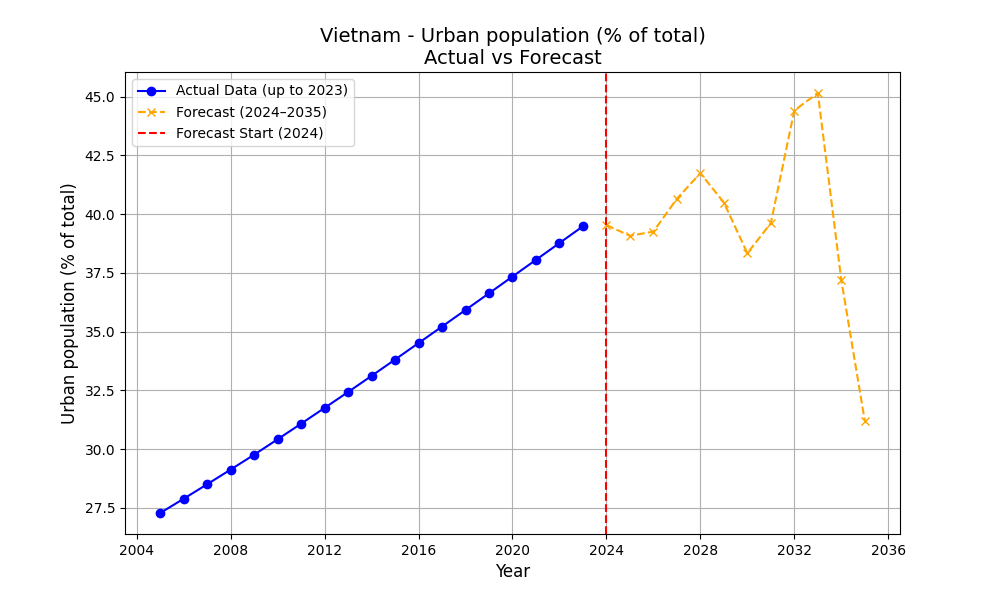 Vietnam - Urban population (% of total)
Actual vs Forecast
Actual Data (up to 2023)
Forecast (2024–2035)
Forecast Start (2024)
Urban population (% of total)
45.0
42.5
40.0
37.5
35.0
32.5
30.0
27.5
2004 2008 2012 2016 2020 2024 2028 2032 2036
Year